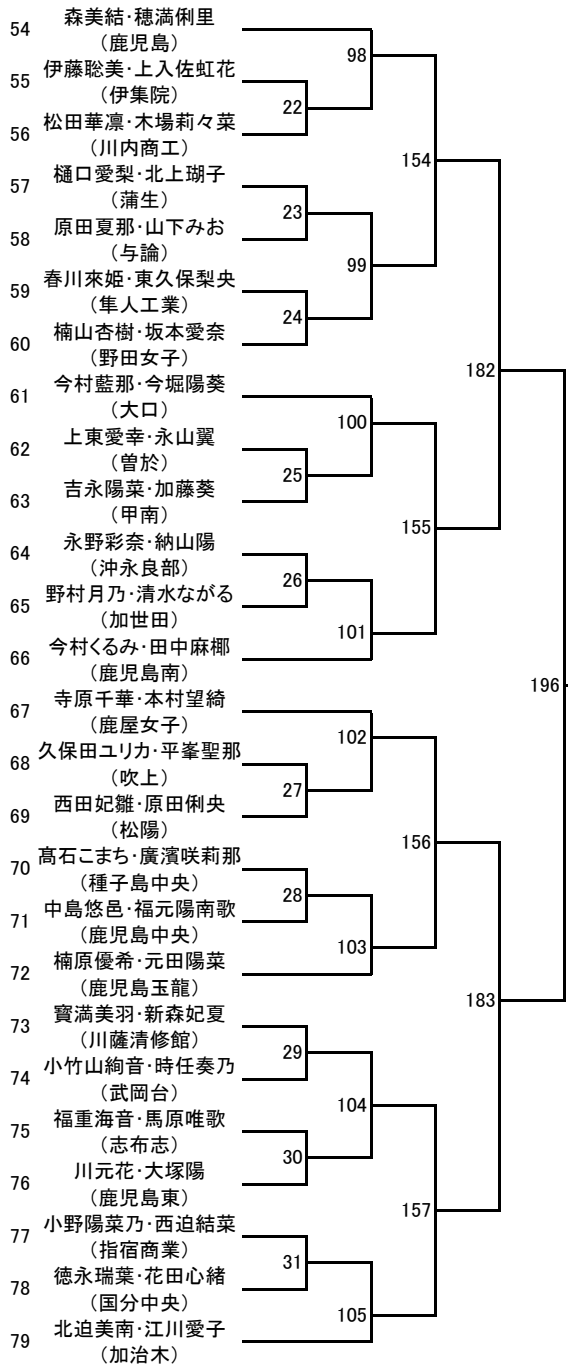 54 森美結・穂満俐里
（鹿児島）
98
55 伊藤聡美・上入佐虹花
（伊集院）
22
56 松田華凛・木場莉々菜
（川内商工）
154
57 樋口愛梨・北上瑚子
（蒲生）
23
58 原田夏那・山下みお
（与論）
99
59 春川來姫・東久保梨央
（隼人工業）
24
60 楠山杏樹・坂本愛奈
（野田女子）
182
61 今村藍那・今堀陽葵
（大口）
100
62 上東愛幸・永山翼
（曽於）
25
63 吉永陽菜・加藤葵
（甲南）
155
64 永野彩奈・納山陽
（沖永良部）
26
65 野村月乃・清水ながる
（加世田）
101
66 今村くるみ・田中麻椰
（鹿児島南）
196
67 寺原千華・本村望綺
（鹿屋女子）
102
68 久保田ユリカ・平峯聖那
（吹上）
27
69 西田妃雛・原田俐央
（松陽）
156
70 髙石こまち・廣濱咲莉那
（種子島中央）
28
71 中島悠邑・福元陽南歌
（鹿児島中央）
103
72 楠原優希・元田陽菜
（鹿児島玉龍）
183
73 寳満美羽・新森妃夏
（川薩清修館）
29
74 小竹山絢音・時任奏乃
（武岡台）
104
75 福重海音・馬原唯歌
（志布志）
30
76 川元花・大塚陽
（鹿児島東）
157
77 小野陽菜乃・西迫結菜
（指宿商業）
31
78 徳永瑞葉・花田心緒
（国分中央）
105
79 北迫美南・江川愛子
（加治木）